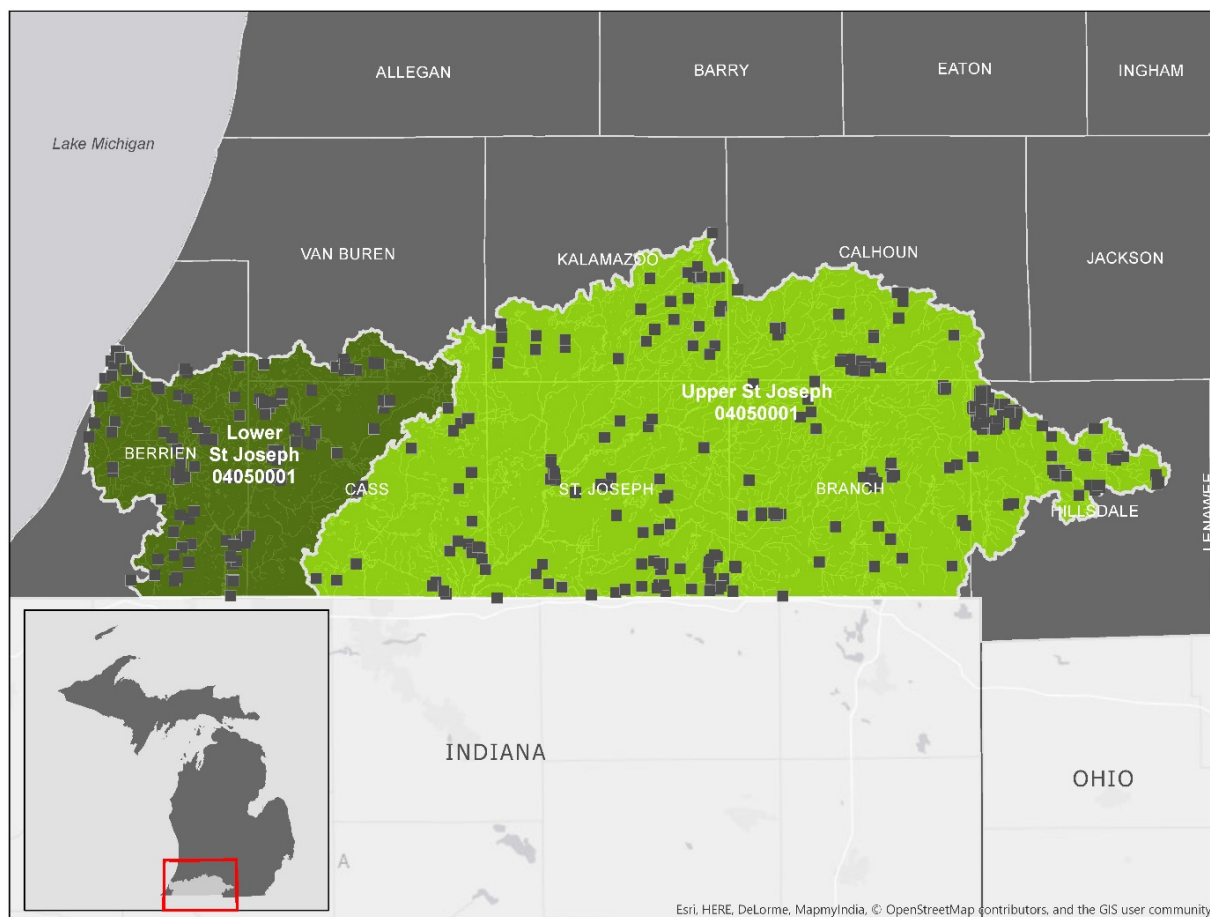 ALLEGAN
BARRY
EATON
INGHAM
Lake Michigan
VAN BUREN
KALAMAZOO
CALHOUN
JACKSON
Upper St Joseph
04050001
Lower
St Joseph
04050001
BERRIEN
CASS
ST. JOSEPH
BRANCH
HILLSDALE
LENAWEE
INDIANA
OHIO
A
Esri, HERE, DeLorme, MapmyIndia, © OpenStreetMap contributors, and the GIS user community